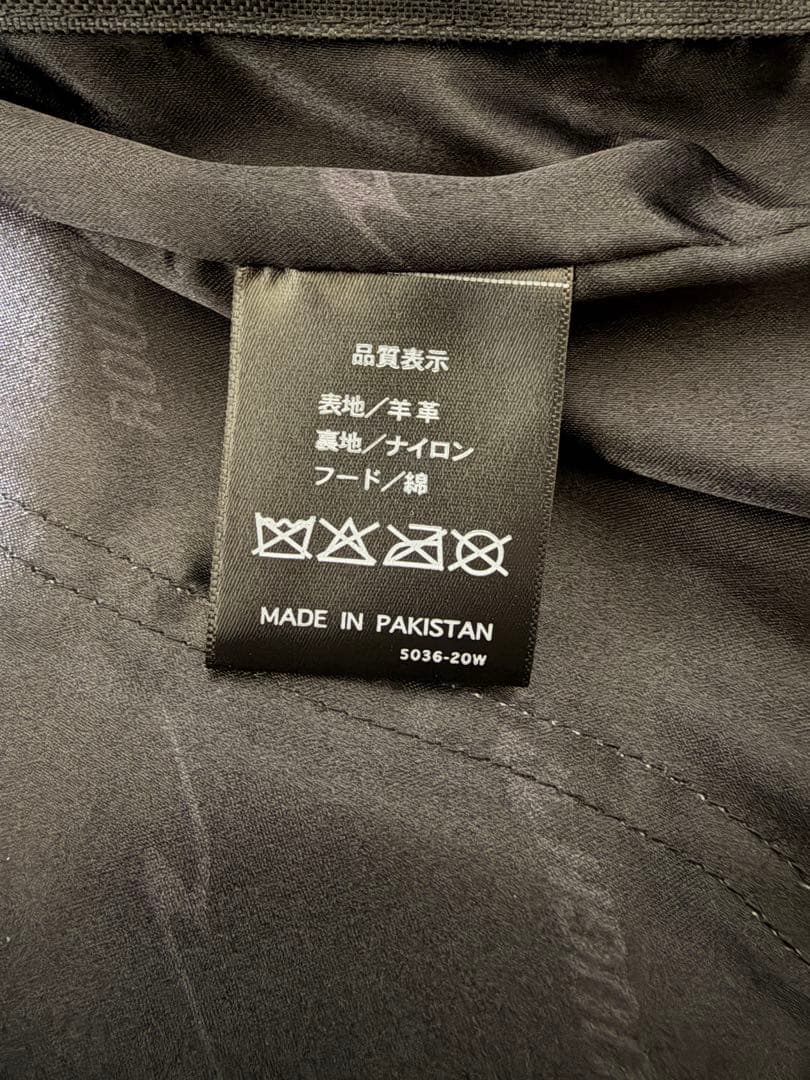 品質表示
表地/羊革
裏地/ナイロン
フード/綿
MADE IN PAKISTAN
5036-20W